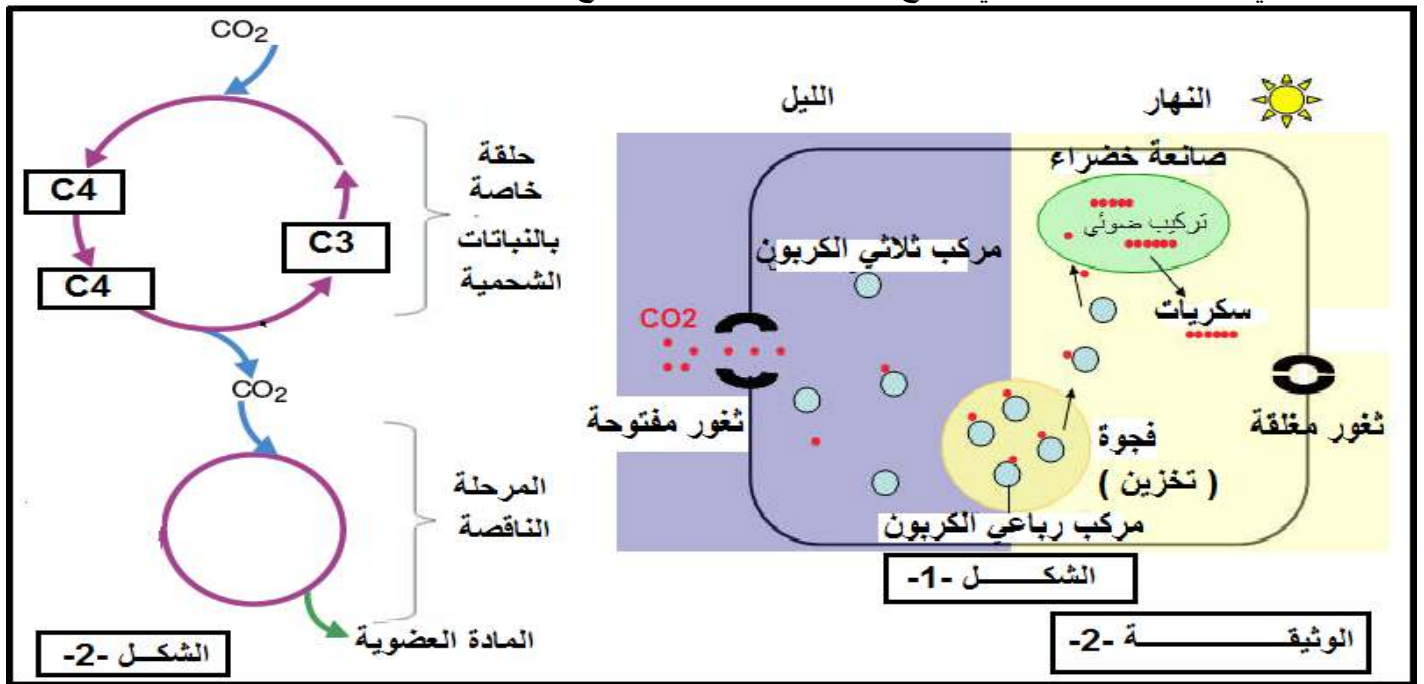 CO2
C4
C4
C3
CO2
حلقة
خاصة
بالنباتات
الشحمية
المرحلة
الناقصة
المادة العضوية
الشكل -2-
الليل
النهار
صانعة خضراء
تركيب ضوئي
مركب ثلاثي الكربون
سكريات
CO2
ثغور مفتوحة
ثغور مغلقة
فجوة
( تخزين )
مركب رباعي الكربون
الشكل -1-
الوثيقة -2-